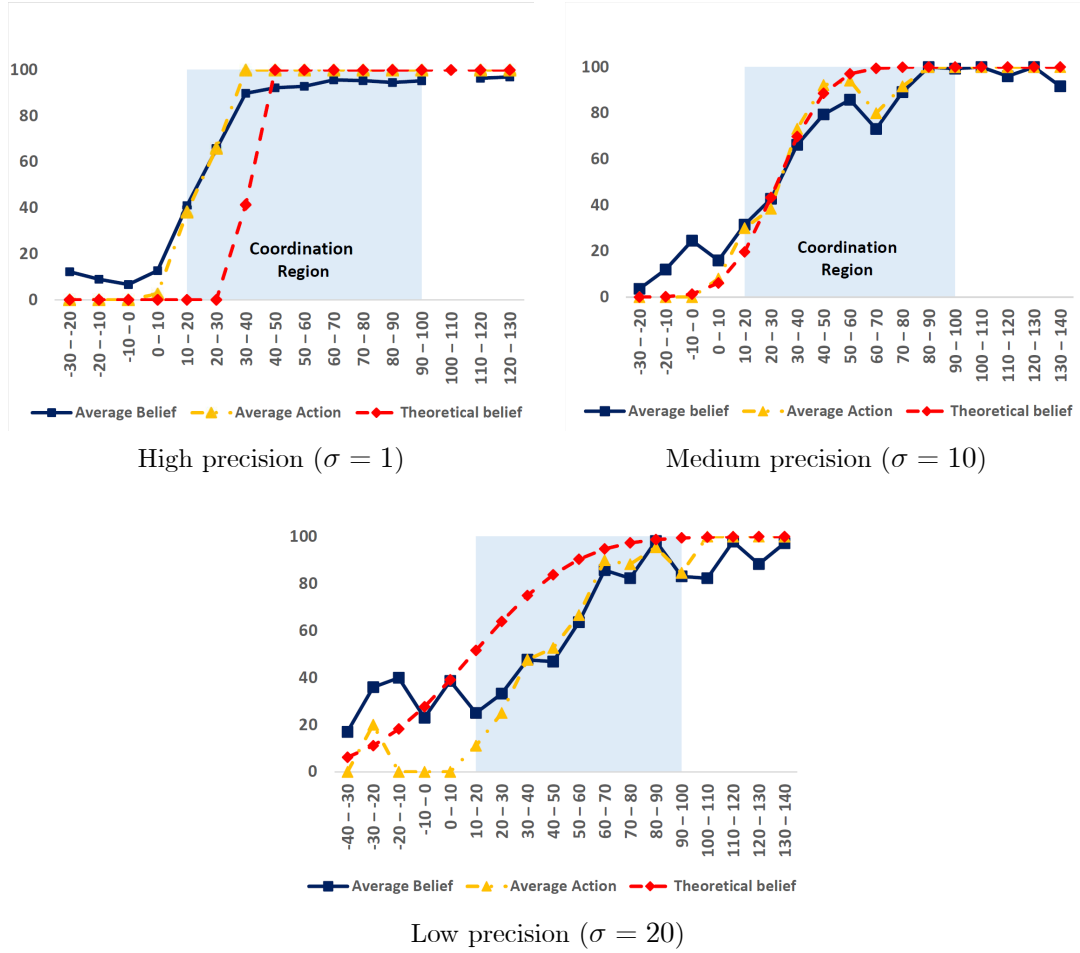 100
80
60
40
20
0
Coordination
Region
-30 – -20
-20 – -10
-10 – 0
0 – 10
10 – 20
20 – 30
30 – 40
40 – 50
50 – 60
60 – 70
70 – 80
80 – 90
90 – 100
100 – 110
110 – 120
120 – 130
Average Belief Average Action Theoretical belief
High precision (σ = 1)
100
80
60
40
20
0
Coordination
Region
-30 – -20
-20 – -10
-10 – 0
0 – 10
10 – 20
20 – 30
30 – 40
40 – 50
50 – 60
60 – 70
70 – 80
80 – 90
90 – 100
100 – 110
110 – 120
120 – 130
130 – 140
Average belief Average Action Theoretical belief
Medium precision (σ = 10)
100
80
60
40
20
0
-40 – -30
-30 – -20
-20 – -10
-10 – 0
0 – 10
10 – 20
20 – 30
30 – 40
40 – 50
50 – 60
60 – 70
70 – 80
80 – 90
90 – 100
100 – 110
110 – 120
120 – 130
130 – 140
Average Belief Average Action Theoretical belief
Low precision (σ = 20)